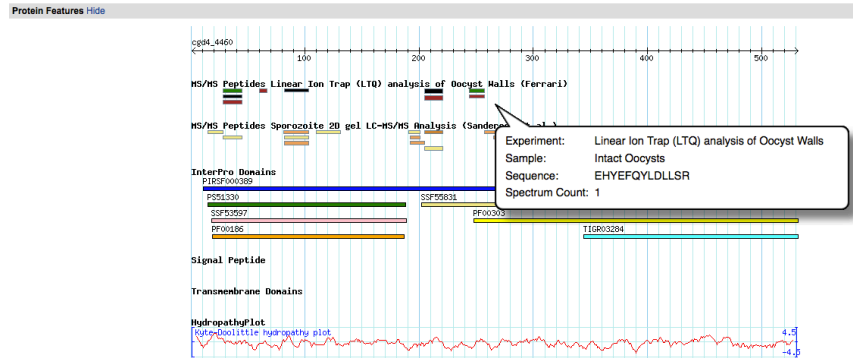 Protein Features Hide
cgd4_4460
100 200 300 400 500
MS/MS Peptides Linear Ion Trap (LTQ) analysis of Oocyst Walls (Ferrari)
MS/MS Peptides Sporozoite 2D gel LC-MS/MS Analysis
Experiment: Linear Ion Trap (LTQ) analysis of Oocyst Walls
Sample: Intact Oocysts
Sequence: EHYEFQYLDLLSR
Spectrum Count: 1
InterPro Domains
PIRSF000389
PS51330 SSF55831
SSF53597 PF00303
PF00186 TIGR03284
Signal Peptide
Transmembrane Domains
HydropathyPlot
Kyte-Doolittle hydropathy plot 4.5
-4.5